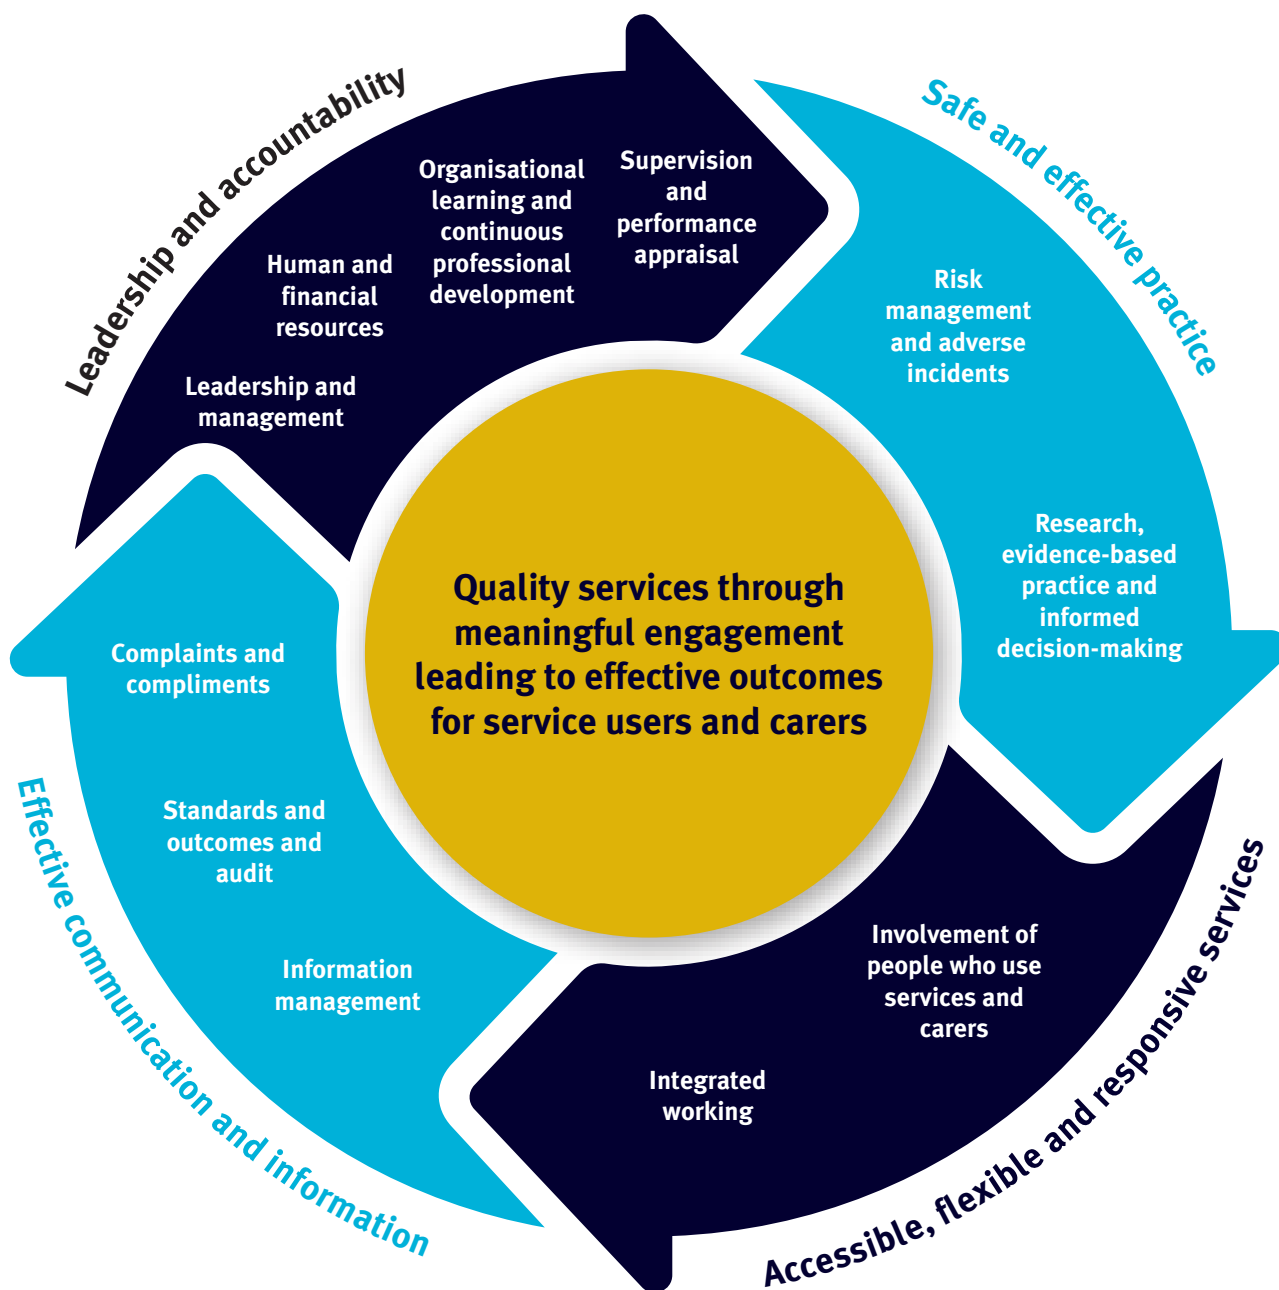 Leadership and accountability
Leadership and
management
Human and
financial
resources
Organisational
learning and
continuous
professional
development
Supervision
and
performance
appraisal
Safe and effective practice
Risk
management
and adverse
incidents
Research,
evidence-based
practice and
informed
decision-making
Accessible, flexible and responsive services
Involvement of
people who use
services and
carers
Integrated
working
Effective communication and information
Information
management
Standards and
outcomes and
audit
Complaints and
compliments
Quality services through
meaningful engagement
leading to effective outcomes
for service users and carers